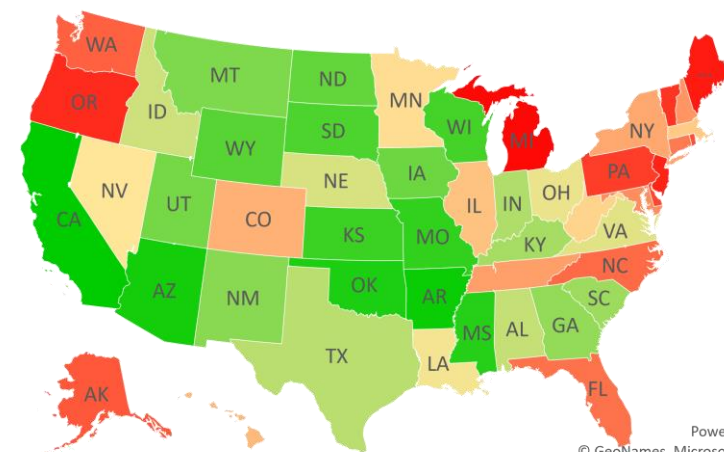 WA
MT
ND
MN
OR
ID
SD
WI
MI
NY
WY
IA
PA
NE
NV
UT
IL
IN
OH
CA
CO
VA
KS
MO
KY
NC
AZ
NM
OK
AR
SC
MS
AL
GA
TX
LA
AK
FL
Powe
© GeoNames, Microso